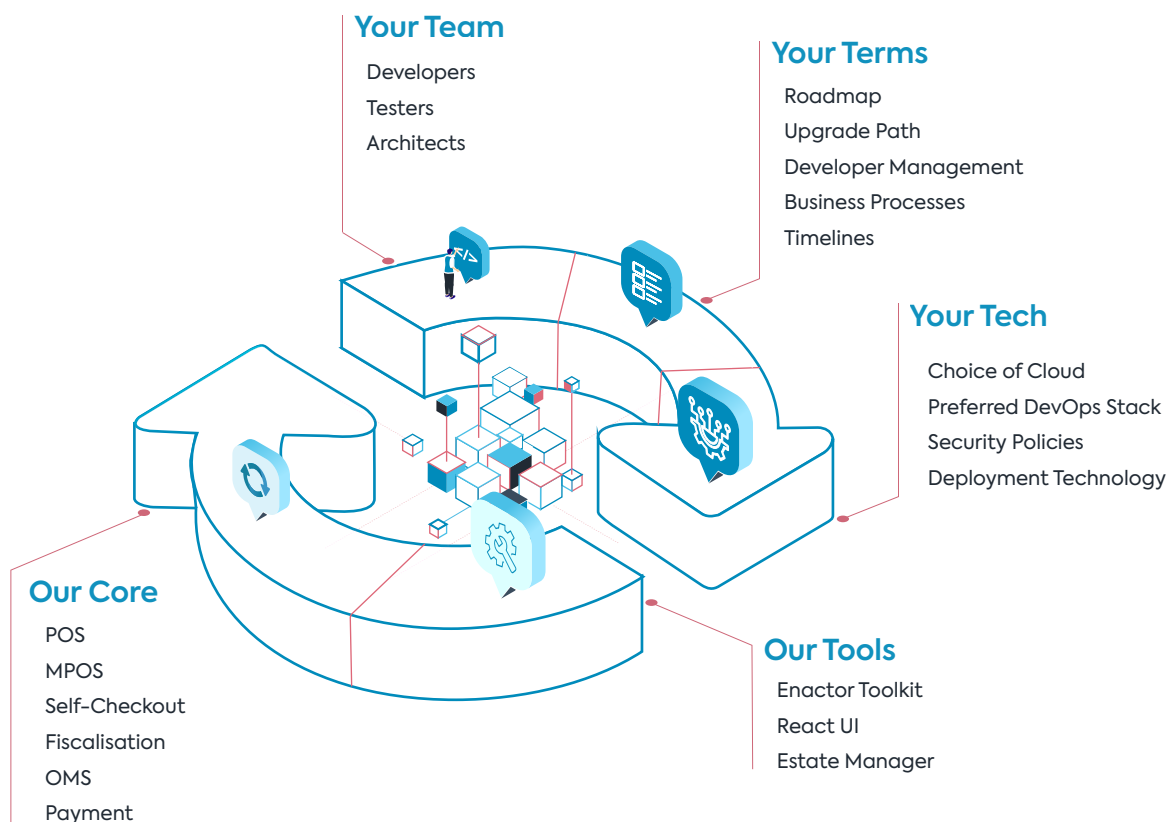 Your Team
Developers
Testers
Architects
Your Terms
Roadmap
Upgrade Path
Developer Management
Business Processes
Timelines
Your Tech
Choice of Cloud
Preferred DevOps Stack
Security Policies
Deployment Technology
Our Core
POS
MPOS
Self-Checkout
Fiscalisation
OMS
Payment
Our Tools
Enactor Toolkit
React UI
Estate Manager